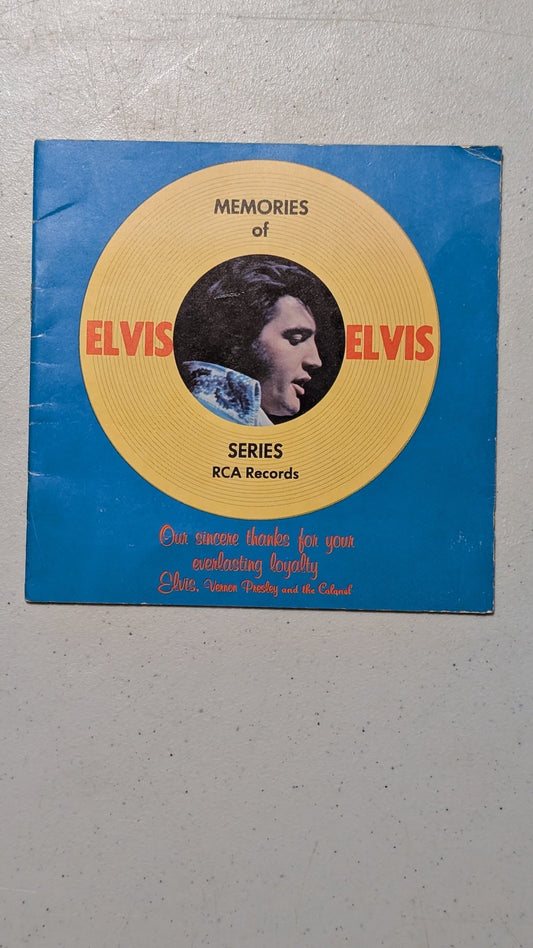 MEMORIES
of
ELVIS ELVIS
SERIES
RCA Records
Our sincere thanks for your
everlasting loyalty
Elvis, Vernon Presley and the Colonel